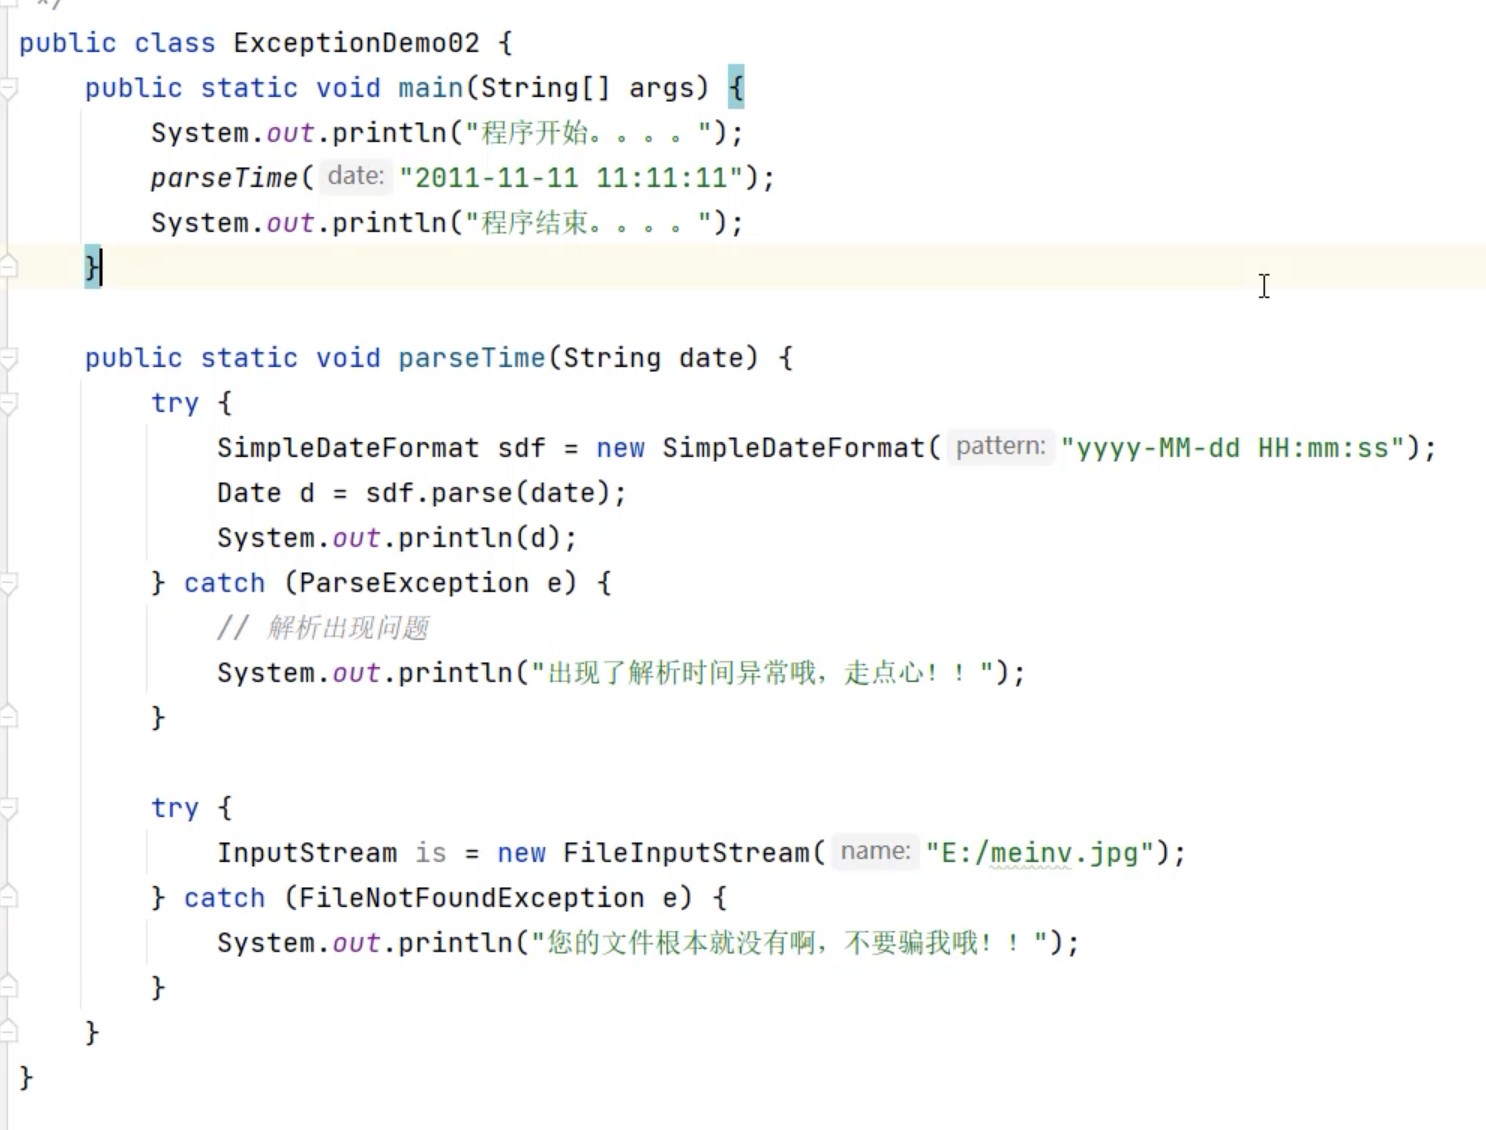 */
public class ExceptionDemo02 {
    public static void main(String[] args) {
        System.out.println("程序开始。。。。");
        parseTime( date: "2011-11-11 11:11:11");
        System.out.println("程序结束。。。。");
    }
    public static void parseTime(String date) {
        try {
            SimpleDateFormat sdf = new SimpleDateFormat( pattern: "yyyy-MM-dd HH:mm:ss");
            Date d = sdf.parse(date);
            System.out.println(d);
        } catch (ParseException e) {
            // 解析出现问题
            System.out.println("出现了解析时间异常哦，走点心！！");
        }
        try {
            InputStream is = new FileInputStream( name: "E:/meinv.jpg");
        } catch (FileNotFoundException e) {
            System.out.println("您的文件根本就没有啊，不要骗我哦！！");
        }
    }
}